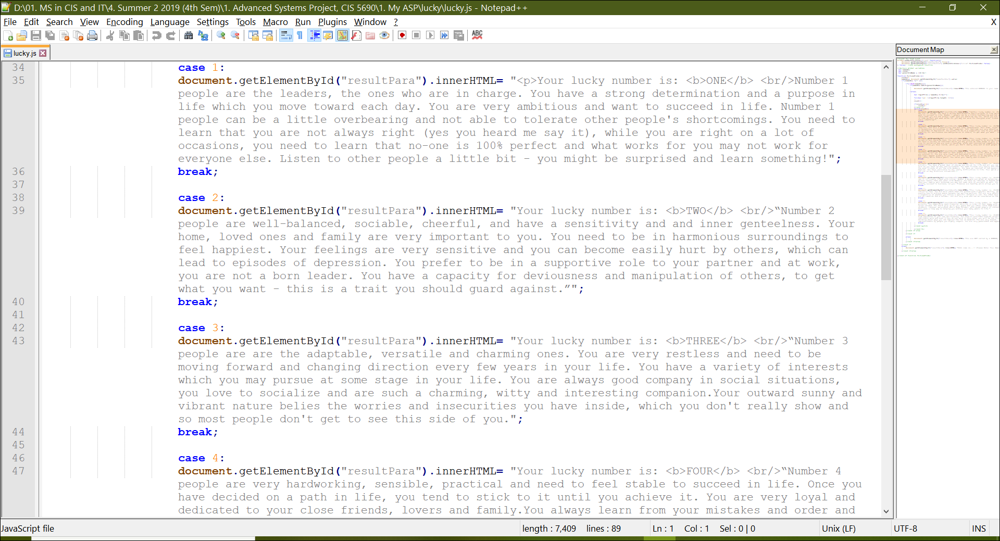 D:\01. MS in CIS and IT\4. Summer 2 2019 (4th Sem)\1. Advanced Systems Project, CIS 5690\1. My ASP\lucky\lucky.js - Notepad++
File Edit Search View Encoding Language Settings Tools Macro Run Plugins Window ? X
ABC
lucky.js
Document Map
34 case 1:
35 document.getElementById("resultPara").innerHTML= "<p>Your lucky number is: <b>ONE</b> <br/>Number 1
people are the leaders, the ones who are in charge. You have a strong determination and a purpose in
life which you move toward each day. You are very ambitious and want to succeed in life. Number 1
people can be a little overbearing and not able to tolerate other people's shortcomings. You need to
learn that you are not always right (yes you heard me say it), while you are right on a lot of
occasions, you need to learn that no-one is 100% perfect and what works for you may not work for
everyone else. Listen to other people a little bit - you might be surprised and learn something!";
36 break;
37
38 case 2:
39 document.getElementById("resultPara").innerHTML= "Your lucky number is: <b>TWO</b> <br/>“Number 2
people are well-balanced, sociable, cheerful, and have a sensitivity and and inner genteelness. Your
home, loved ones and family are very important to you. You need to be in harmonious surroundings to
feel happiest. Your feelings are very sensitive and you can become easily hurt by others, which can
lead to episodes of depression. You prefer to be in a supportive role to your partner and at work,
you are not a born leader. You have a capacity for deviousness and manipulation of others, to get
what you want - this is a trait you should guard against.”";
40 break;
41
42 case 3:
43 document.getElementById("resultPara").innerHTML= "Your lucky number is: <b>THREE</b> <br/>“Number 3
people are are the adaptable, versatile and charming ones. You are very restless and need to be
moving forward and changing direction every few years in your life. You have a variety of interests
which you may pursue at some stage in your life. You are always good company in social situations,
you love to socialize and are such a charming, witty and interesting companion.Your outward sunny and
vibrant nature belies the worries and insecurities you have inside, which you don't really show and
so most people don't get to see this side of you.";
44 break;
45
46 case 4:
47 document.getElementById("resultPara").innerHTML= "Your lucky number is: <b>FOUR</b> <br/>“Number 4
people are very hardworking, sensible, practical and need to feel stable to succeed in life. Once you
have decided on a path in life, you tend to stick to it until you achieve it. You are very loyal and
dedicated to your close friends, lovers and family.You always learn from your mistakes and order and
JavaScript file length : 7,409 lines : 89 Ln : 1 Col : 1 Sel : 0 | 0 Unix (LF) UTF-8 INS